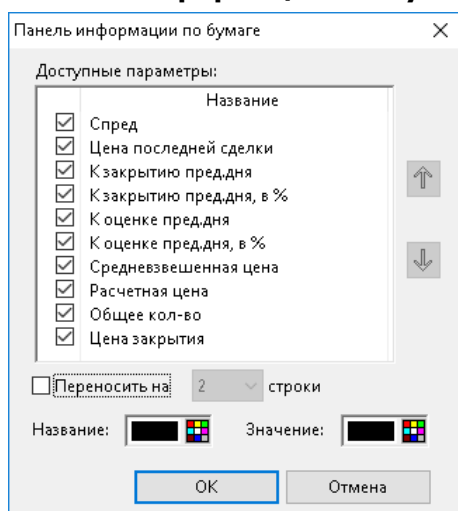 Панель информации по бумаге
Доступные параметры:
Название
Спред
Цена последней сделки
К закрытию пред.дня
К закрытию пред.дня, в %
К оценке пред.дня
К оценке пред.дня, в %
Средневзвешенная цена
Расчетная цена
Общее кол-во
Цена закрытия
Переносить на 2 строки
Название: Значение:
OK Отмена